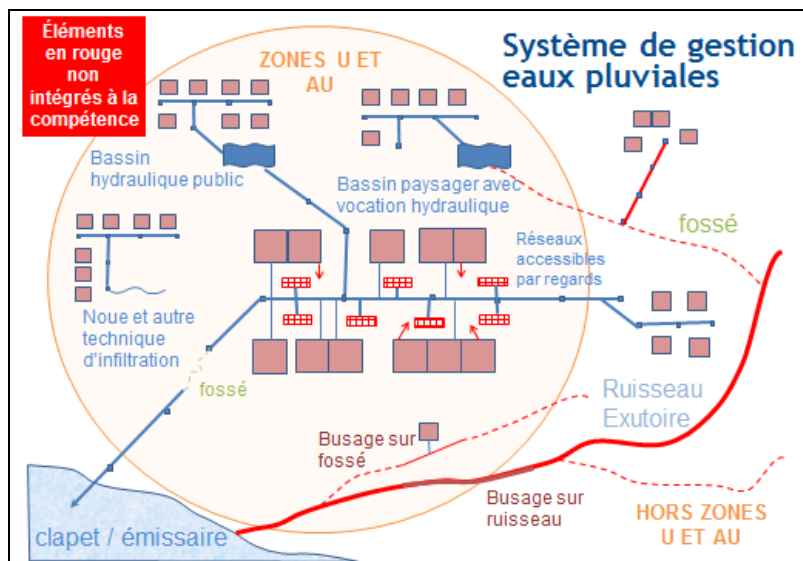 Éléments
en rouge
non
intégrés à la
compétence
ZONES U ET
AU
Système de gestion
eaux pluviales
Bassin
hydraulique public
Bassin paysager avec
vocation hydraulique
fossé
Réseaux
accessibles
par regards
Noue et autre
technique
d'infiltration
fossé
Ruisseau
Exutoire
Busage sur
fossé
Busage sur
ruisseau
HORS ZONES
U ET AU
clapet / émissaire